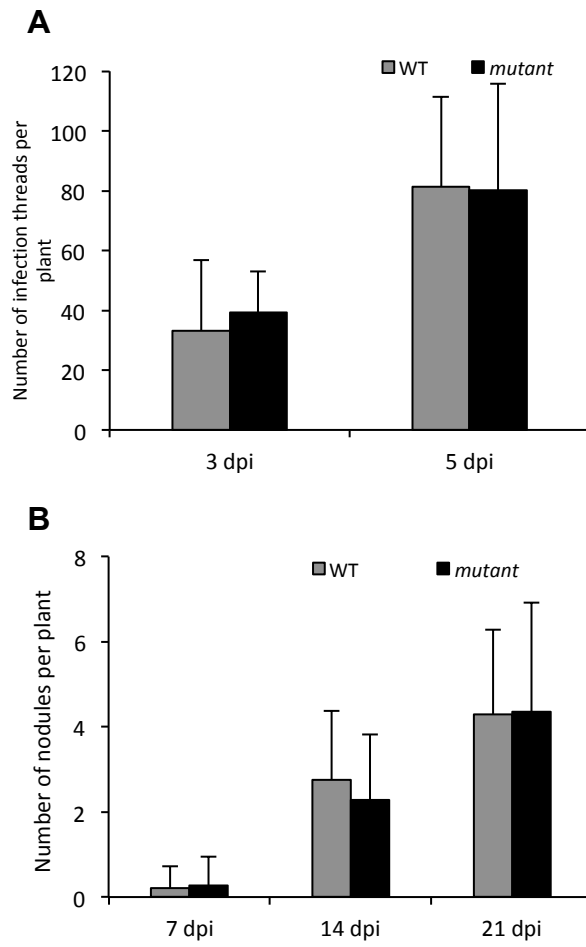 A
WT mutant
Number of infection threads per
plant
120
100
80
60
40
20
0
3 dpi 5 dpi
B
WT mutant
Number of nodules per plant
8
6
4
2
0
7 dpi 14 dpi 21 dpi